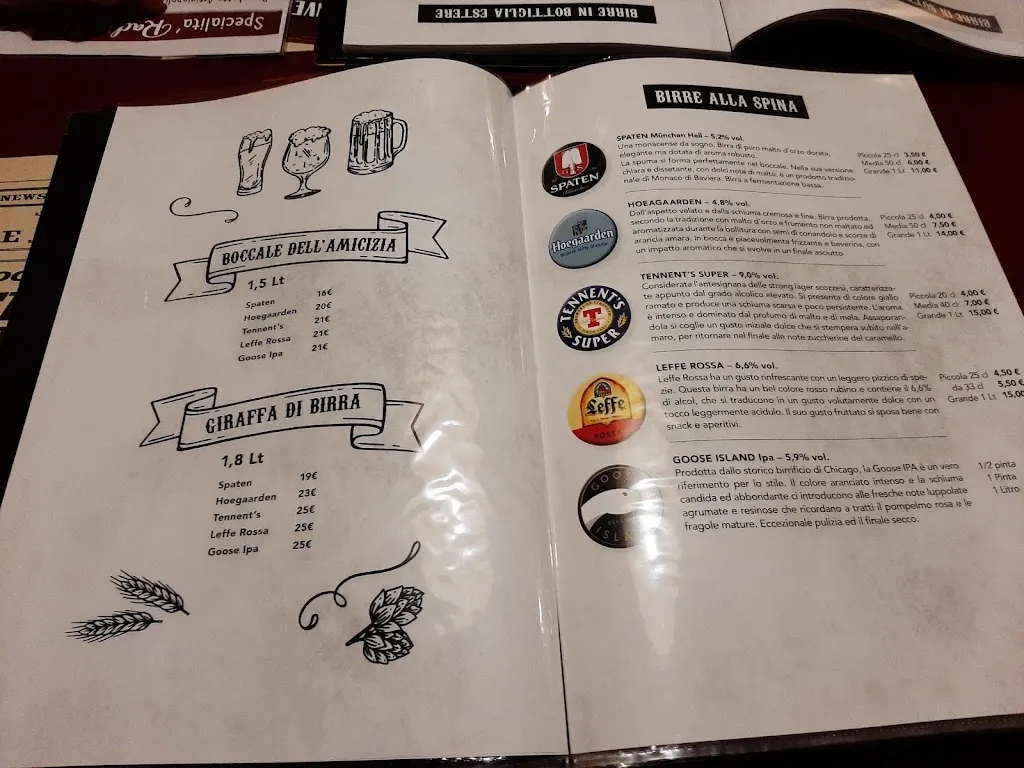 Specialita' Rad
BIRRE IN BOTTIGLIA ESTERE
NEWS
BOCCALE DELL'AMICIZIA
1,5 Lt
Spaten 16€
Hoegaarden 20€
Tennent's 21€
Leffe Rossa 21€
Goose Ipa 21€
GIRAFFA DI BIRRA
1,8 Lt
Spaten 19€
Hoegaarden 23€
Tennent's 25€
Leffe Rossa 25€
Goose Ipa 25€
BIRRE ALLA SPINA
SPATEN
SPATEN München Hell – 5,2% vol.
Una monacense da sogno. Birra di puro malto d'orzo dorata,
elegante ma dotata di aroma robusto.
La spuma si forma perfettamente nel boccale. Nella sua versione
chiara e dissetante, con dolci note di malto, è un prodotto tradizio-
nale di Monaco di Baviera. Birra a fermentazione bassa.
Piccola 25 cl 3,50 €
Media 50 cl 6,00 €
Grande 1 Lt 11,00 €
Hoegaarden
HOEAGAARDEN – 4,8% vol.
Dall'aspetto velato e dalla schiuma cremosa e fine. Birra prodotta,
secondo la tradizione con malto d'orzo e frumento non maltato ed
aromatizzata durante la bollitura con semi di coriandolo e scorze di
arancia amara. In bocca è piacevolmente frizzante e beverina, con
un impatto aromatico che si evolve in un finale asciutto
Piccola 25 cl 4,00 €
Media 50 cl 7,50 €
Grande 1 Lt 14,00 €
TENNENT'S
T
SUPER
TENNENT'S SUPER – 9,0% vol.
Considerata l'antesignana delle strong lager scozzesi, caratterizza-
te appunto dal grado alcolico elevato. Si presenta di colore giallo
ramato e produce una schiuma scarsa e poco persistente. L'aroma
è intenso e dominato dal profumo di malto e di mela. Assaporan-
dola si coglie un gusto iniziale dolce che si stempera subito nell'a-
maro, per ritornare nel finale alle note zuccherine del caramello.
Piccola 20 cl 4,00 €
Media 40 cl 7,00 €
Grande 1 Lt 15,00 €
Leffe
ROSSA
LEFFE ROSSA – 6,6% vol.
Leffe Rossa ha un gusto rinfrescante con un leggero pizzico di spe-
zie. Questa birra ha un bel colore rosso rubino e contiene il 6,6%
di alcol, che si traducono in un gusto volutamente dolce con un
tocco leggermente acidulo. Il suo gusto fruttato si sposa bene con
snack e aperitivi.
Piccola 25 cl 4,50 €
da 33 cl 5,50 €
Grande 1 Lt 15,00
GOOSE
GOOSE ISLAND Ipa – 5,9% vol.
Prodotta dallo storico birrificio di Chicago, la Goose IPA è un vero
riferimento per lo stile. Il colore aranciato intenso e la schiuma
candida ed abbondante ci introducono alle fresche note luppolate
agrumate e resinose che ricordano a tratti il pompelmo rosa e le
fragole mature. Eccezionale pulizia ed il finale secco.
1/2 pinta
1 Pinta
1 Litro